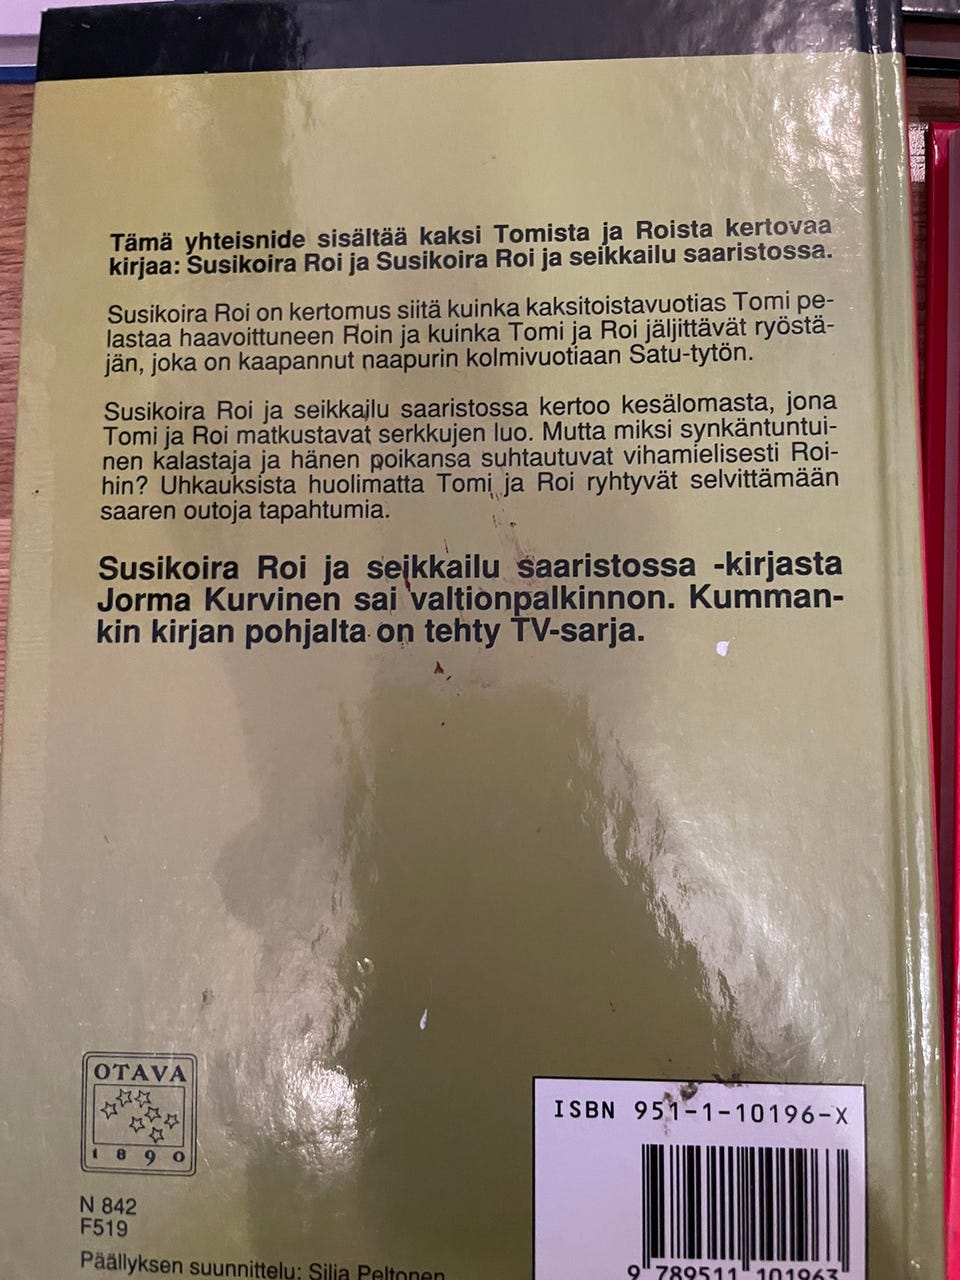 Tämä yhteisnide sisältää kaksi Tomista ja Roista kertovaa
kirjaa: Susikoira Roi ja Susikoira Roi ja seikkailu saaristossa.
Susikoira Roi on kertomus siitä kuinka kaksitoistavuotias Tomi pe-
lastaa haavoittuneen Roin ja kuinka Tomi ja Roi jäljittävät ryöstä-
jän, joka on kaapannut naapurin kolmivuotiaan Satu-tytön.
Susikoira Roi ja seikkailu saaristossa kertoo kesälomasta, jona
Tomi ja Roi matkustavat serkkujen luo. Mutta miksi synkäntuntui-
nen kalastaja ja hänen poikansa suhtautuvat vihamielisesti Roi-
hin? Uhkauksista huolimatta Tomi ja Roi ryhtyvät selvittämään
saaren outoja tapahtumia.
Susikoira Roi ja seikkailu saaristossa -kirjasta
Jorma Kurvinen sai valtionpalkinnon. Kumman-
kin kirjan pohjalta on tehty TV-sarja.
OTAVA
1890
N 842
F519
Päällyksen suunnittelu: Silja Peltonen
ISBN 951-1-10196-X
9 789511 101963